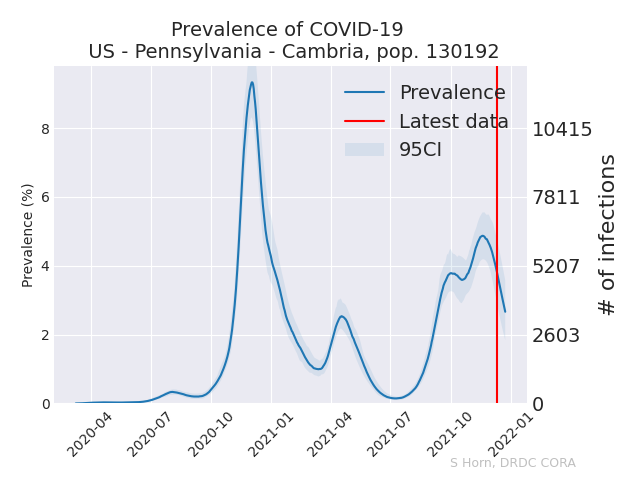 Prevalence of COVID-19
US - Pennsylvania - Cambria, pop. 130192
Prevalence
Latest data
95CI
Prevalence (%)
8
6
4
2
0
10415
7811
5207
2603
0
# of infections
2020-04
2020-07
2020-10
2021-01
2021-04
2021-07
2021-10
2022-01
S Horn, DRDC CORA